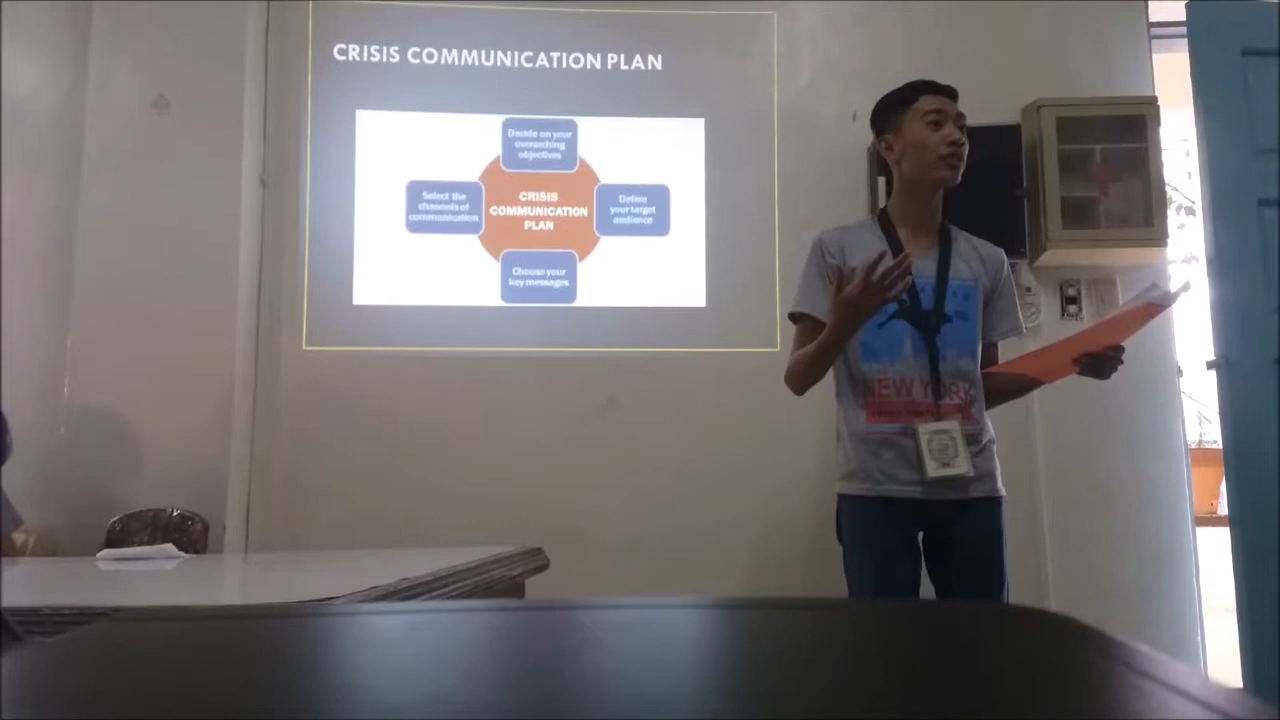 CRISIS COMMUNICATION PLAN
Decide on your
overarching
objectives
Select the
channels of
communication
CRISIS
COMMUNICATION
PLAN
Define
your target
audience
Choose your
key messages
NEW YORK